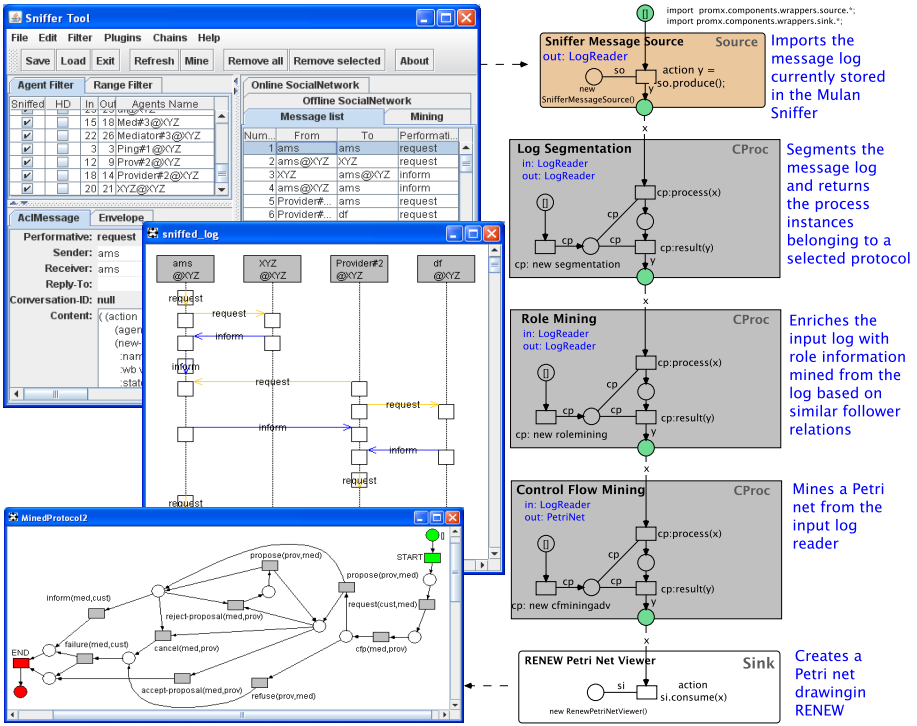 Sniffer Tool
File Edit Filter Plugins Chains Help
Save Load Exit Refresh Mine Remove all Remove selected About
Agent Filter Range Filter
Sniffed HD In Out Agents Name
15 18 Med#3@XYZ
22 26 Mediator#3@XYZ
3 3 Ping#1@XYZ
12 9 Prov#2@XYZ
18 14 Provider#2@XYZ
20 21 XYZ@XYZ
Online SocialNetwork
Offline SocialNetwork
Message list Mining
Num... From To Performati...
1 ams ams request
2 ams@XYZ XYZ request
3 XYZ ams@XYZ inform
4 ams@XYZ ams inform
5 Provider#... ams request
6 Provider#... df request
AclMessage Envelope
Performative: request
Sender: ams
Receiver: ams
Reply-To:
Conversation-ID: null
Content: ( (action
(agen
(new-
:nam
:wb v
:state
sniffed_log
ams
@XYZ
XYZ
@XYZ
Provider#2
@XYZ
df
@XYZ
request
request
inform
inform
request
request
inform
inform
request
request
MinedProtocol2
[]
START
propose(prov,med)
propose(prov,med)
inform(med,cust)
request(cust,med)
reject-proposal(med,prov)
failure(med,cust)
cancel(med,prov)
cfp(med,prov)
END
accept-proposal(med,prov)
refuse(prov,med)
[]
import promx.components.wrappers.source.*;
import promx.components.wrappers.sink.*;
Sniffer Message Source Source
out: LogReader
so
action y =
so.produce();
new
SnifferMessageSource()
y
Imports the
message log
currently stored
in the Mulan
Sniffer
x
Log Segmentation CProc
in: LogReader
out: LogReader
cp:process(x)
[]
cp
cp cp
cp:result(y)
cp: new segmentation
y
Segments the
message log
and returns
the process
instances
belonging to a
selected protocol
x
Role Mining CProc
in: LogReader
out: LogReader
cp:process(x)
[]
cp
cp cp
cp:result(y)
cp: new rolemining
y
Enriches the
input log with
role information
mined from the
log based on
similar follower
relations
x
Control Flow Mining CProc
in: LogReader
out: PetriNet
cp:process(x)
[]
cp
cp cp
cp:result(y)
cp: new cfminingadv
y
Mines a Petri
net from the
input log
reader
x
RENEW Petri Net Viewer Sink
si
action
si.consume(x)
new RenewPetriNetViewer()
Creates a
Petri net
drawingin
RENEW